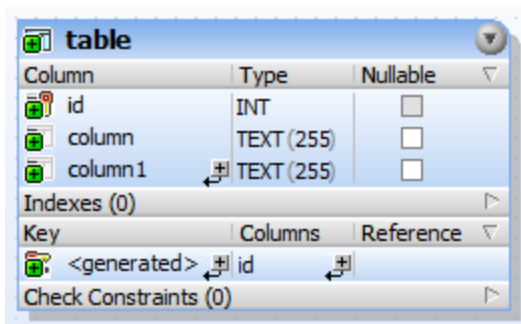 table
Column Type Nullable
id INT
column TEXT (255)
column1 TEXT (255)
Indexes (0)
Key Columns Reference
<generated> id
Check Constraints (0)